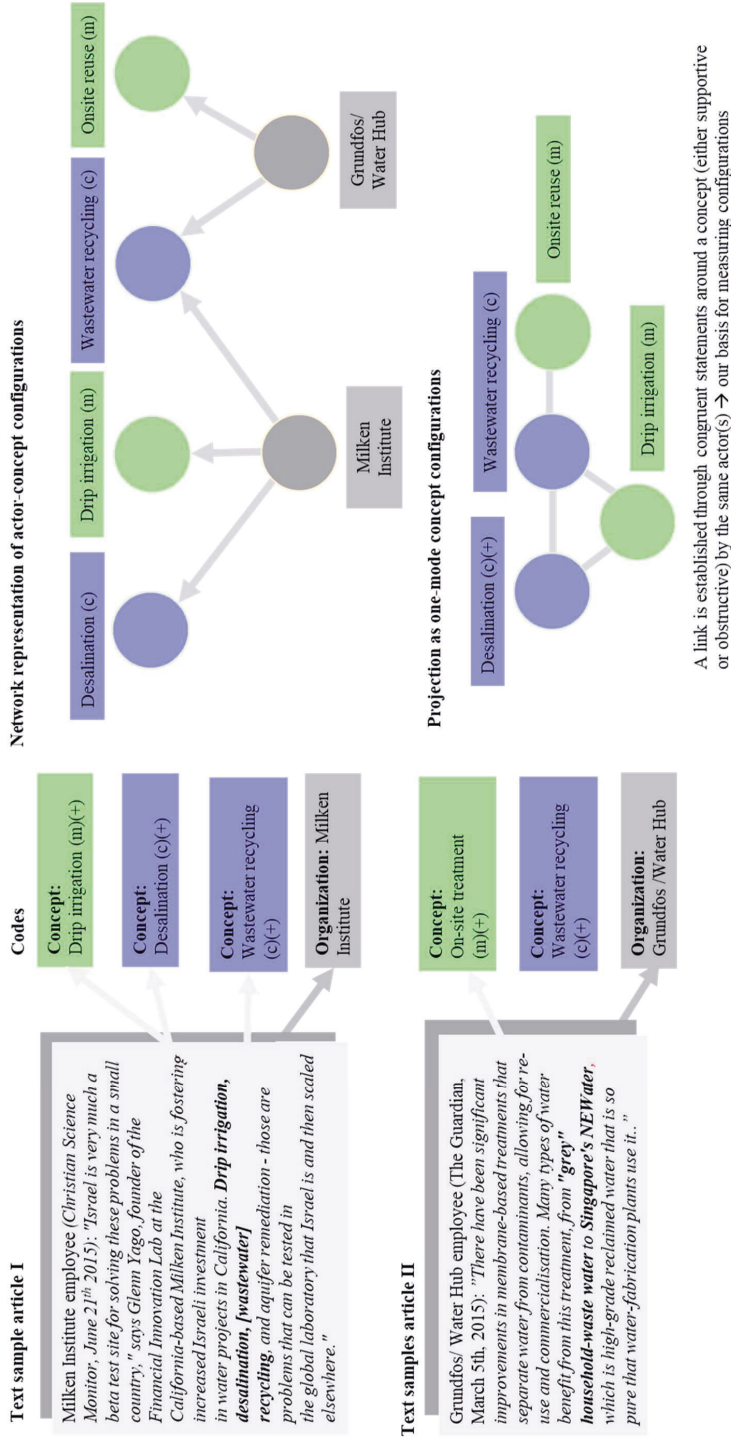 Text sample article I
Milken Institute employee (Christian Science
Monitor, June 21th 2015): "Israel is very much a
beta test site for solving these problems in a small
country," says Glenn Yago, founder of the
Financial Innovation Lab at the
California-based Milken Institute, who is fostering
increased Israeli investment
in water projects in California. Drip irrigation,
desalination, [wastewater]
recycling, and aquifer remediation - those are
problems that can be tested in
the global laboratory that Israel is and then scaled
elsewhere."
Codes
Concept:
Drip irrigation (m)(+)
Concept:
Desalination (c)(+)
Concept:
Wastewater recycling
(c)(+)
Organization: Milken
Institute
Network representation of actor-concept configurations
Desalination (c)
Drip irrigation (m)
Wastewater recycling (c)
Onsite reuse (m)
Milken
Institute
Grundfos/
Water Hub
Text samples article II
Grundfos/ Water Hub employee (The Guardian,
March 5th, 2015): "There have been significant
improvements in membrane-based treatments that
separate water from contaminants, allowing for re-
use and commercialisation. Many types of water
benefit from this treatment, from "grey"
household-waste water to Singapore's NEWater,
which is high-grade reclaimed water that is so
pure that water-fabrication plants use it.."
Concept:
On-site treatment
(m)(+)
Concept:
Wastewater recycling
(c)(+)
Organization:
Grundfos /Water Hub
Projection as one-mode concept configurations
Desalination (c)(+)
Wastewater recycling (c)
Onsite reuse (m)
Drip irrigation (m)
A link is established through congruent statements around a concept (either supportive
or obstructive) by the same actor(s) → our basis for measuring configurations